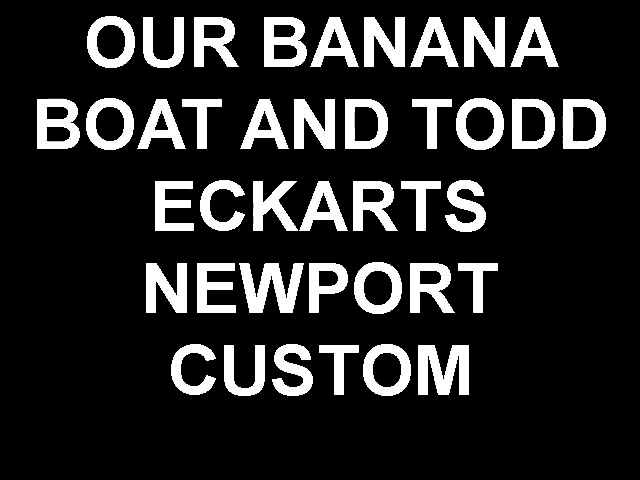 OUR BANANA
BOAT AND TODD
ECKARTS
NEWPORT
CUSTOM